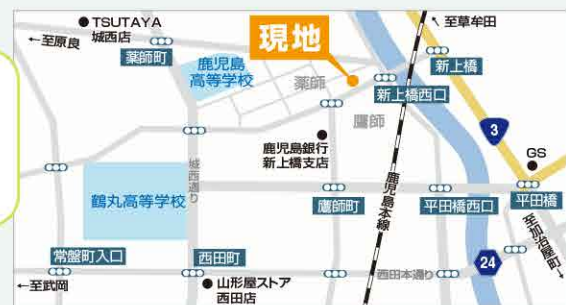 TSUTAYA
城西店
←至原良
薬師町
鹿児島
高等学校
現地
薬師
至草牟田
新上橋
新上橋西口
鷹師
鹿児島銀行
新上橋支店
3
GS
城西通り
鶴丸高等学校
鷹師町
鹿児島本線
平田橋西口
平田橋
至加治屋町
常盤町入口
西田町
西田本通り
24
←至武岡
山形屋ストア
西田店